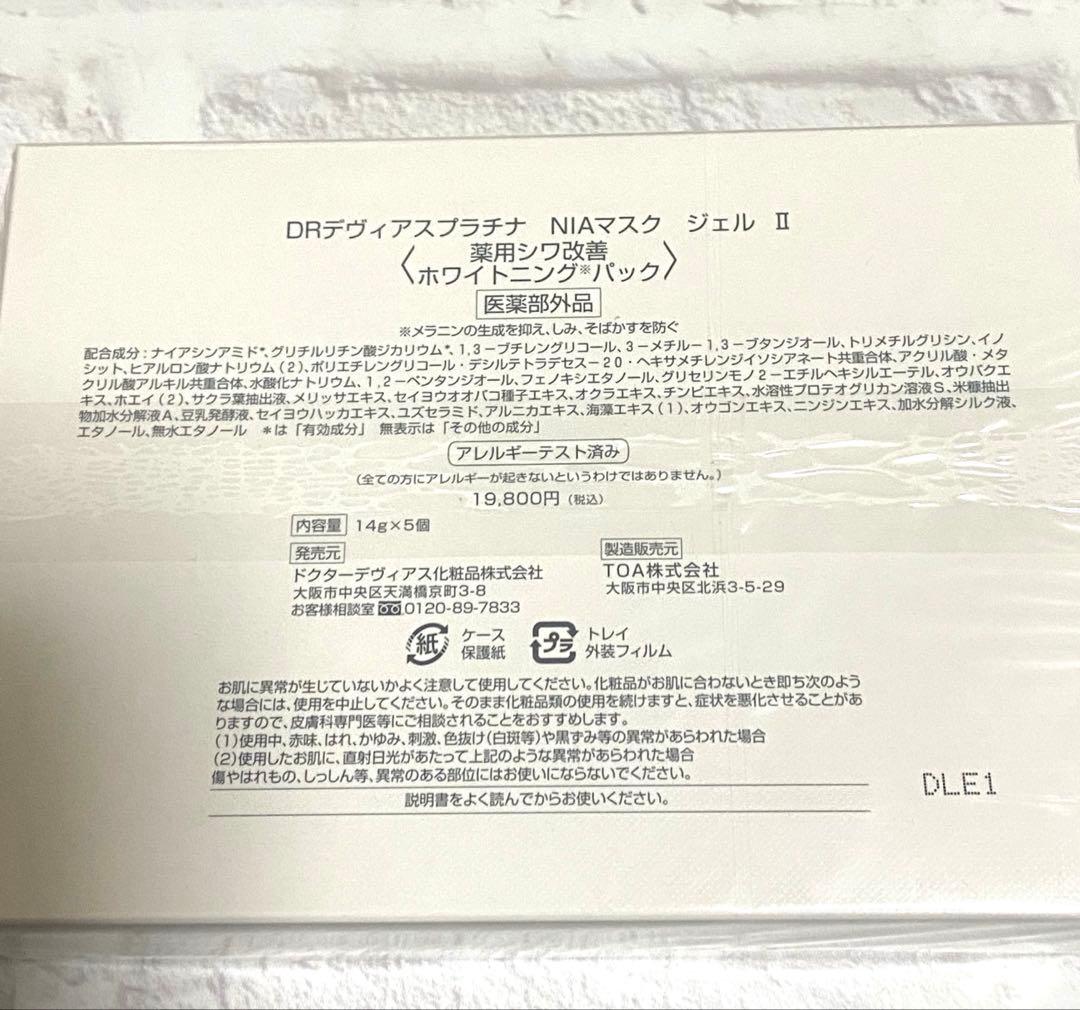 DRデヴィアスプラチナ NIAマスク ジェル Ⅱ
〈薬用シワ改善
ホワイトニング※パック〉
医薬部外品
※メラニンの生成を抑え、しみ、そばかすを防ぐ
配合成分:ナイアシンアミド*、グリチルリチン酸ジカリウム*、1,3－ブチレングリコール、3－メチル－1,3－ブタンジオール、トリメチルグリシン、イノ
シット、ヒアルロン酸ナトリウム(2)、ポリエチレングリコール・デシルテトラデセス－20・ヘキサメチレンジイソシアネート共重合体、アクリル酸・メタ
クリル酸アルキル共重合体、水酸化ナトリウム、1,2－ペンタンジオール、フェノキシエタノール、グリセリンモノ2－エチルヘキシルエーテル、オウバクエ
キス、ホエイ(2)、サクラ葉抽出液、メリッサエキス、セイヨウオオバコ種子エキス、オクラエキス、チンピエキス、水溶性プロテオグリカン溶液S、米糠抽出
物加水分解液A、豆乳発酵液、セイヨウハッカエキス、ユズセラミド、アルニカエキス、海藻エキス(1)、オウゴンエキス、ニンジンエキス、加水分解シルク液、
エタノール、無水エタノール *は「有効成分」 無表示は「その他の成分」
アレルギーテスト済み
(全ての方にアレルギーが起きないというわけではありません。)
19,800円(税込)
内容量 14g×5個
発売元
ドクターデヴィアス化粧品株式会社
大阪市中央区天満橋京町3-8
お客様相談室 0120-89-7833
製造販売元
TOA株式会社
大阪市中央区北浜3-5-29
紙 ケース
保護紙
プラ トレイ
外装フィルム
お肌に異常が生じていないかよく注意して使用してください。化粧品がお肌に合わないとき即ち次のよう
な場合には、使用を中止してください。そのまま化粧品類の使用を続けますと、症状を悪化させることがあ
りますので、皮膚科専門医等にご相談されることをおすすめします。
(1)使用中、赤味、はれ、かゆみ、刺激、色抜け(白斑等)や黒ずみ等の異常があらわれた場合
(2)使用したお肌に、直射日光があたって上記のような異常があらわれた場合
傷やはれもの、しっしん等、異常のある部位にはお使いにならないでください。
説明書をよく読んでからお使いください。
DLE1